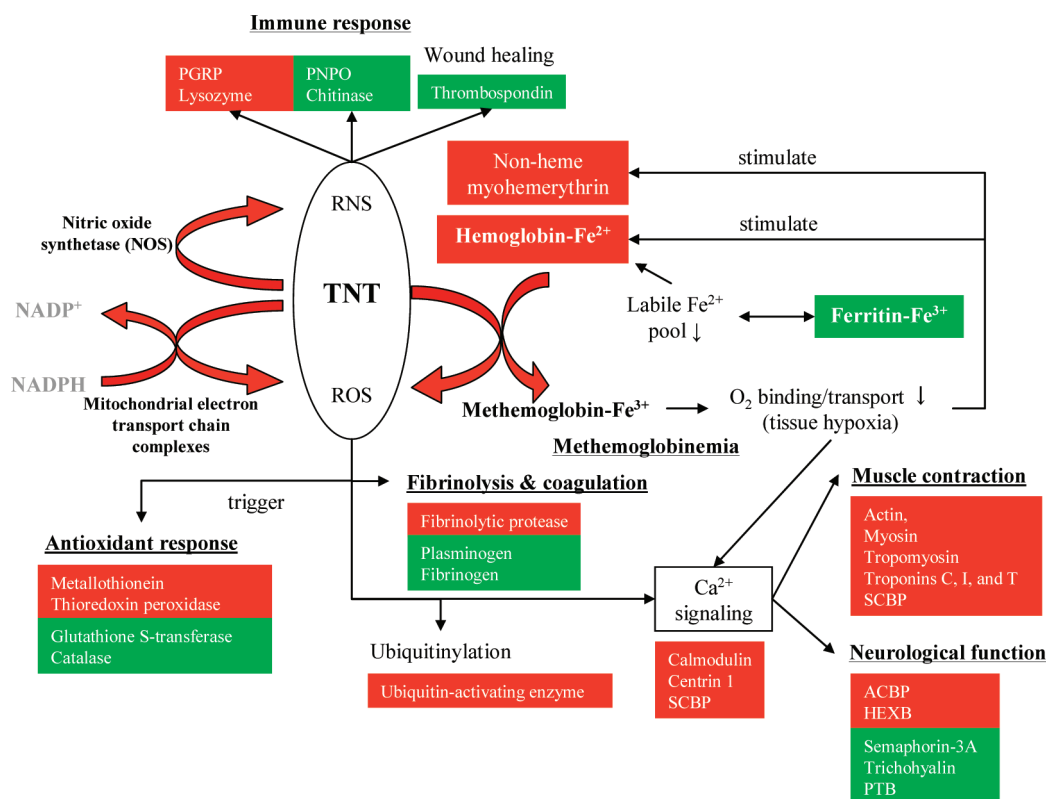 Immune response
Wound healing
PGRP
Lysozyme
PNPO
Chitinase
Thrombospondin
Non-heme
myohemerythrin
stimulate
RNS
Nitric oxide
synthetase (NOS)
Hemoglobin-Fe²⁺
stimulate
TNT
NADP⁺
Labile Fe²⁺
pool ↓
Ferritin-Fe³⁺
NADPH
ROS
Mitochondrial electron
transport chain
complexes
Methemoglobin-Fe³⁺
O₂ binding/transport ↓
(tissue hypoxia)
Methemoglobinemia
trigger
Fibrinolysis & coagulation
Fibrinolytic protease
Plasminogen
Fibrinogen
Muscle contraction
Actin,
Myosin
Tropomyosin
Troponins C, I, and T
SCBP
Antioxidant response
Metallothionein
Thioredoxin peroxidase
Glutathione S-transferase
Catalase
Ca²⁺
signaling
Ubiquitinylation
Ubiquitin-activating enzyme
Calmodulin
Centrin 1
SCBP
Neurological function
ACBP
HEXB
Semaphorin-3A
Trichohyalin
PTB